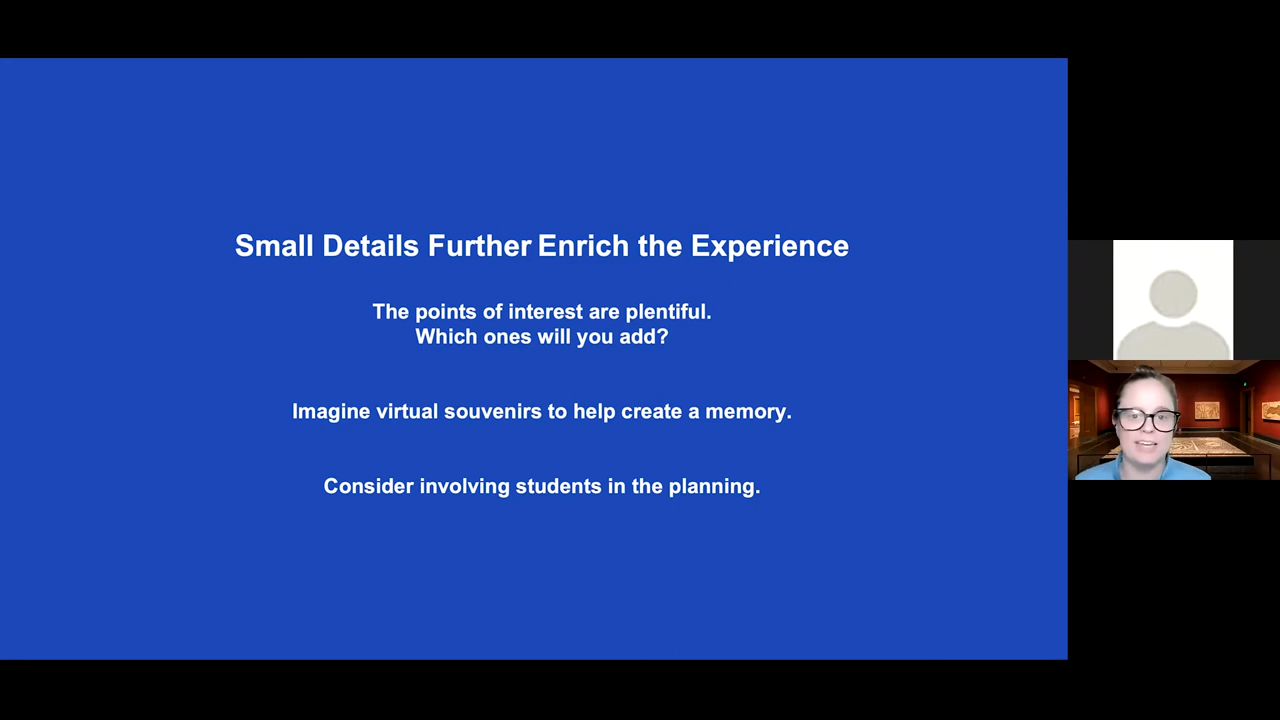 Small Details Further Enrich the Experience
The points of interest are plentiful.
Which ones will you add?
Imagine virtual souvenirs to help create a memory.
Consider involving students in the planning.